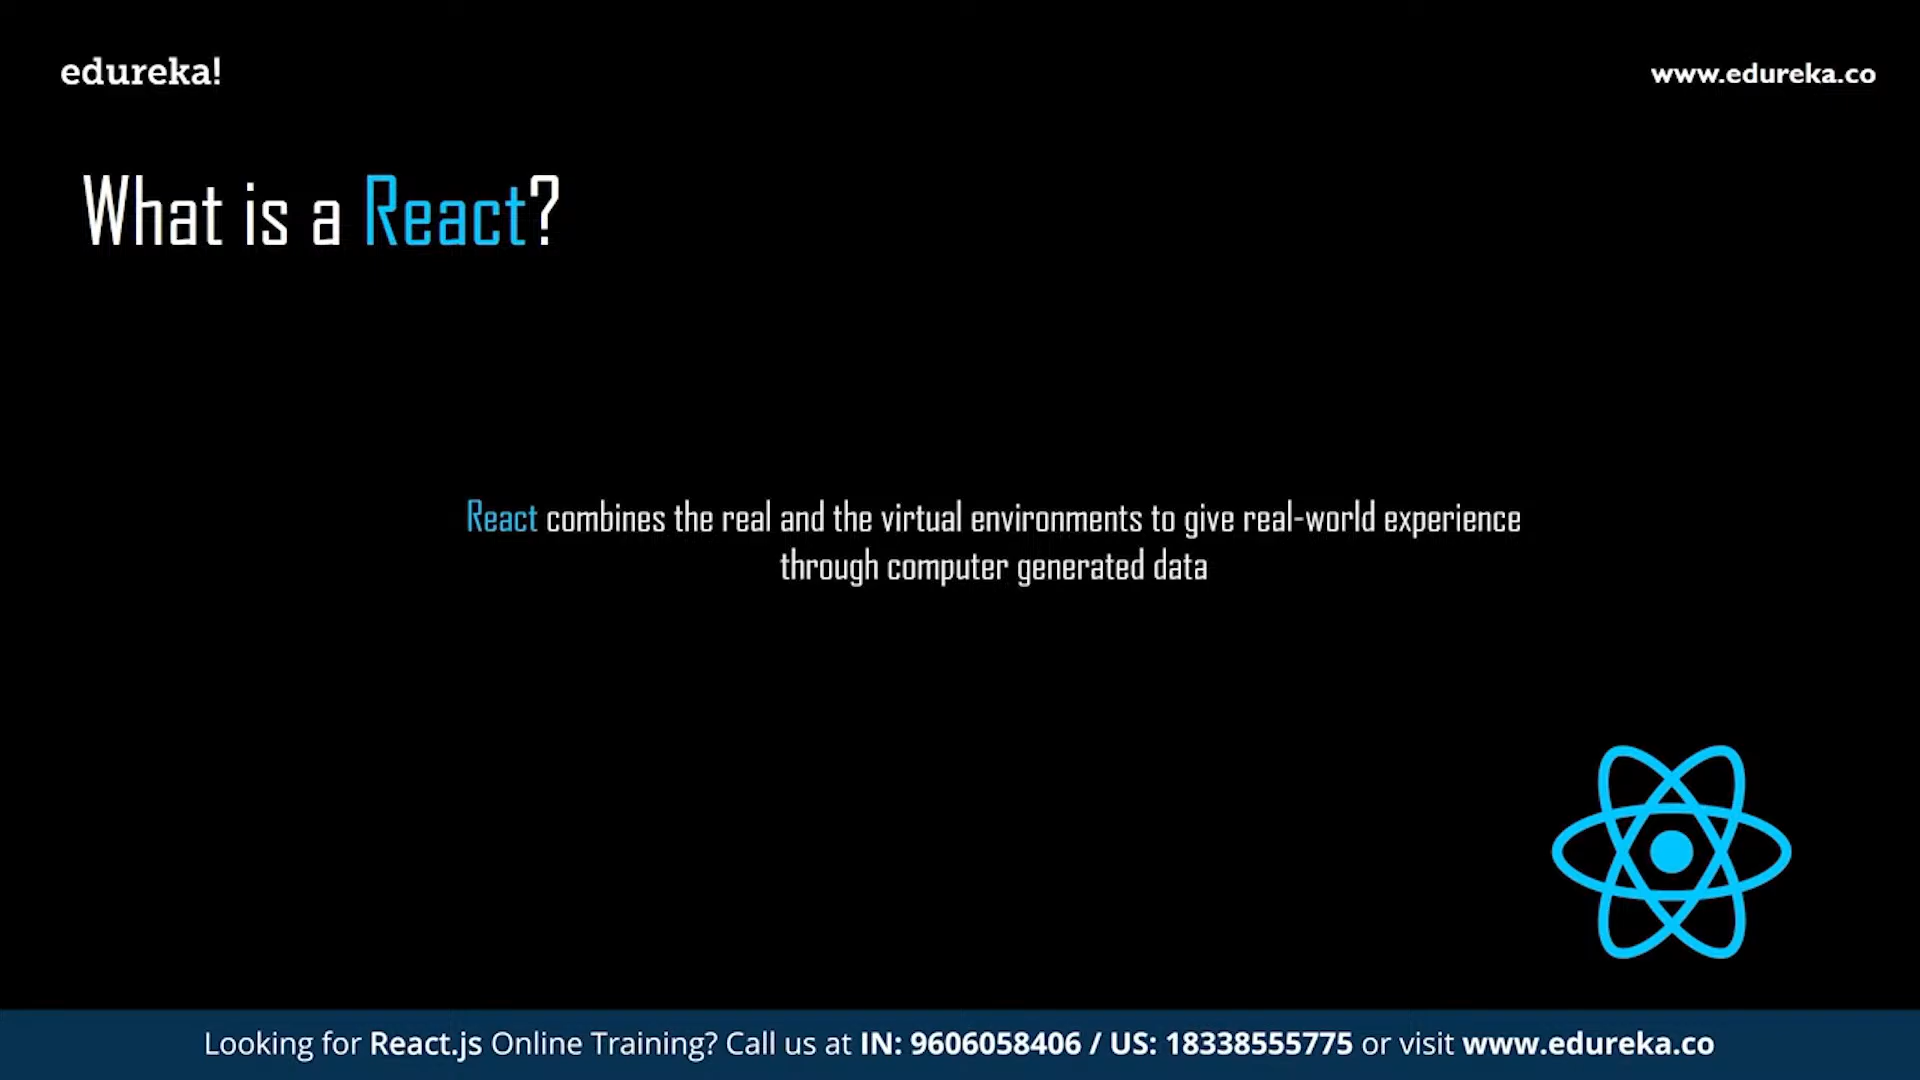 edureka!
www.edureka.co
What is a React?
React combines the real and the virtual environments to give real-world experience
through computer generated data
Looking for React.js Online Training? Call us at IN: 9606058406 / US: 18338555775 or visit www.edureka.co